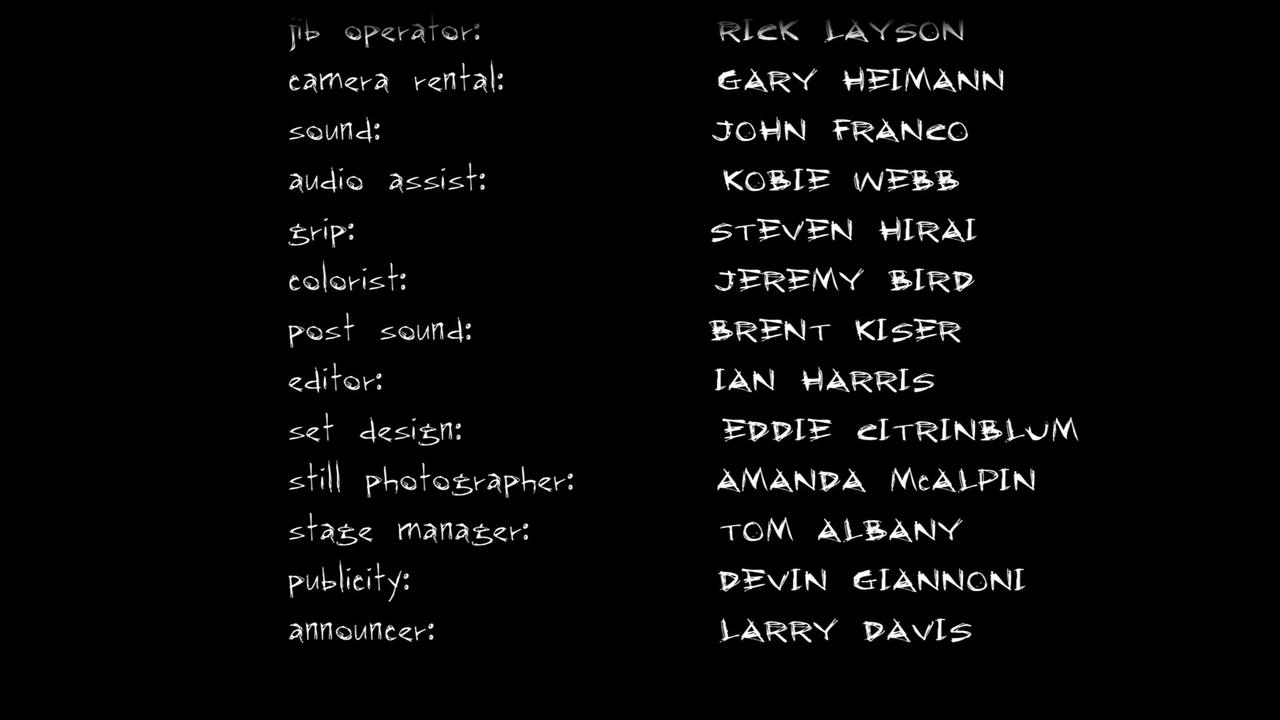 jib operator: RICK LAYSON
camera rental: GARY HEIMANN
sound: JOHN FRANCO
audio assist: KOBIE WEBB
grip: STEVEN HIRAI
colorist: JEREMY BIRD
post sound: BRENT KISER
editor: IAN HARRIS
set design: EDDIE CITRINBLUM
still photographer: AMANDA McALPIN
stage manager: TOM ALBANY
publicity: DEVIN GIANNONI
announcer: LARRY DAVIS